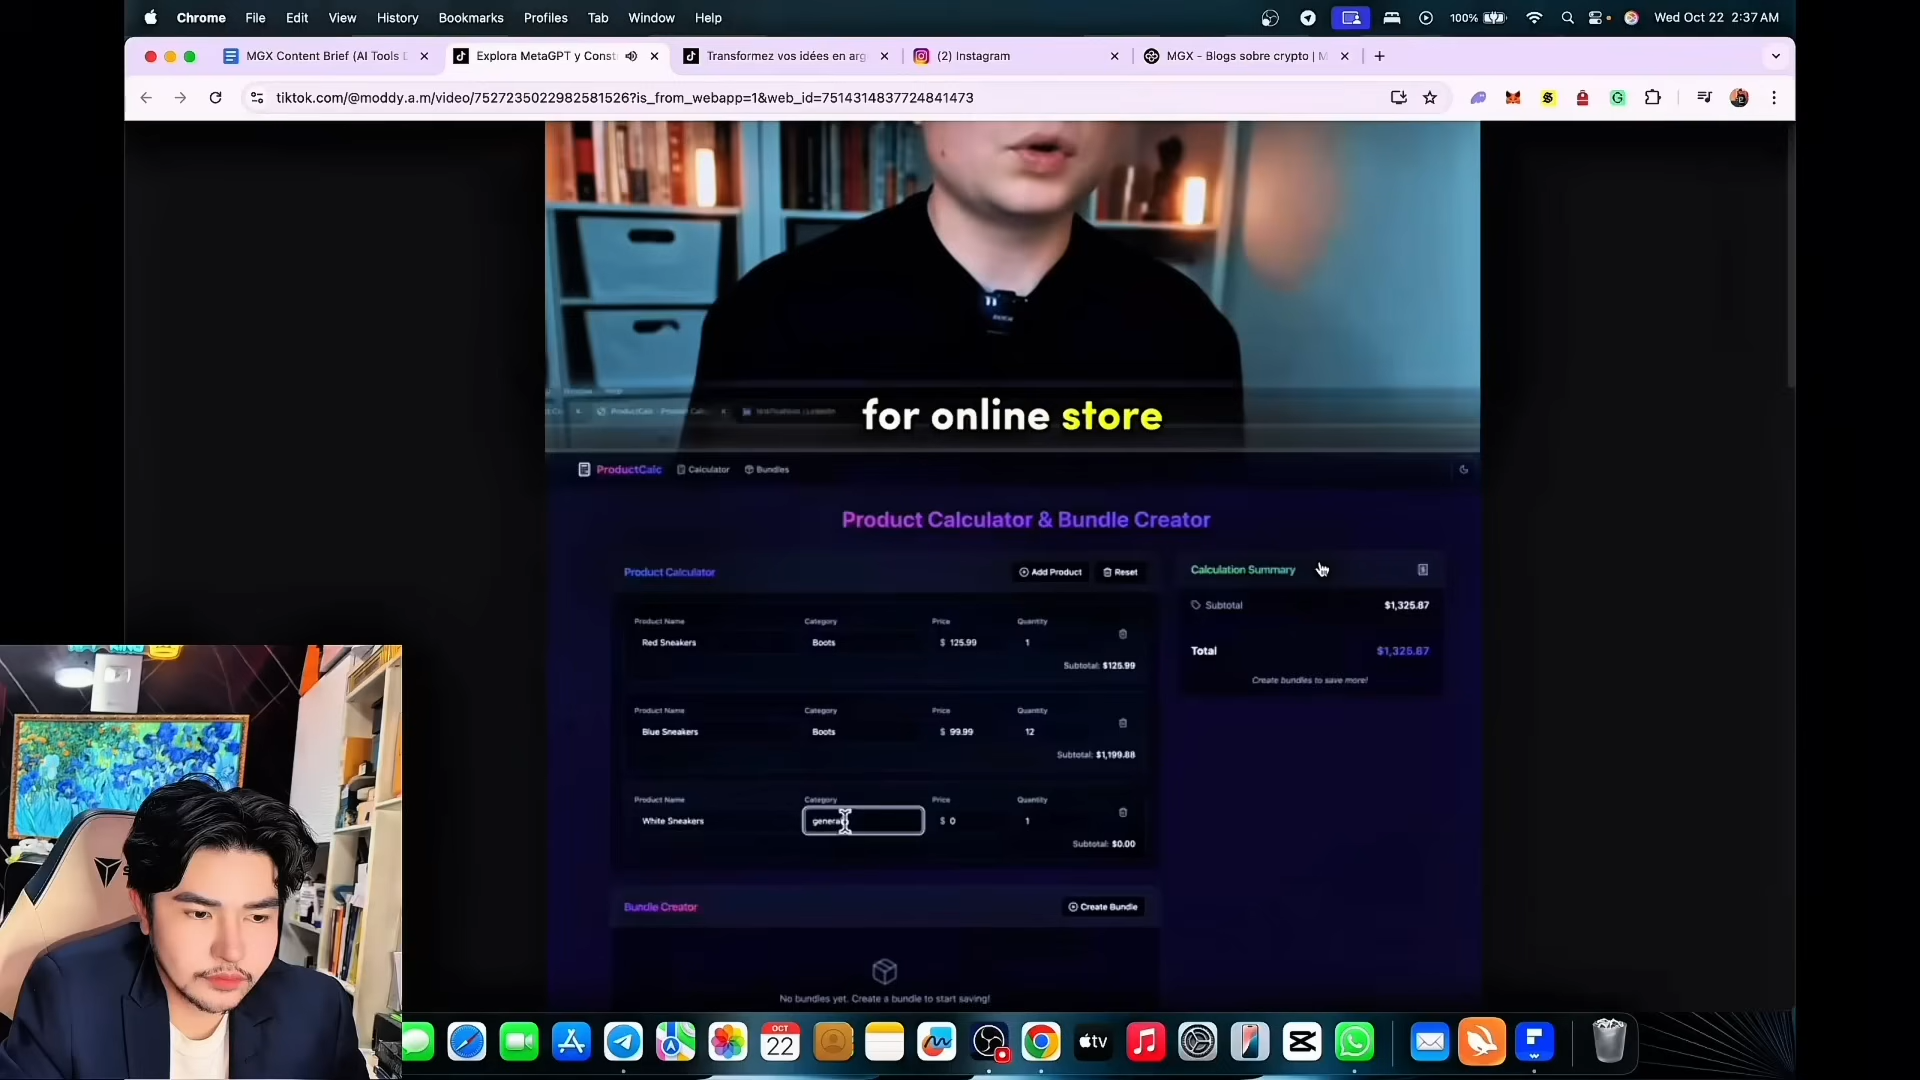 Chrome File Edit View History Bookmarks Profiles Tab Window Help 100% Wed Oct 22 2:37 AM
MGX Content Brief (AI Tools D Explora MetaGPT y Const Transformez vos idées en arg (2) Instagram MGX - Blogs sobre crypto | M
tiktok.com/@moddy.a.m/video/7527235022982581526?is_from_webapp=1&web_id=7514314837724841473
for online store
ProductCalc Calculator Bundles
Product Calculator & Bundle Creator
Product Calculator Add Product Reset
Product Name Category Price Quantity
Red Sneakers Boots $ 125.99 1
Subtotal: $125.99
Product Name Category Price Quantity
Blue Sneakers Boots $ 99.99 12
Subtotal: $1,199.88
Product Name Category Price Quantity
White Sneakers general $ 0 1
Subtotal: $0.00
Calculation Summary
Subtotal $1,325.87
Total $1,325.87
Create bundles to save more!
Bundle Creator Create Bundle
No bundles yet. Create a bundle to start saving!
OCT
22
tv